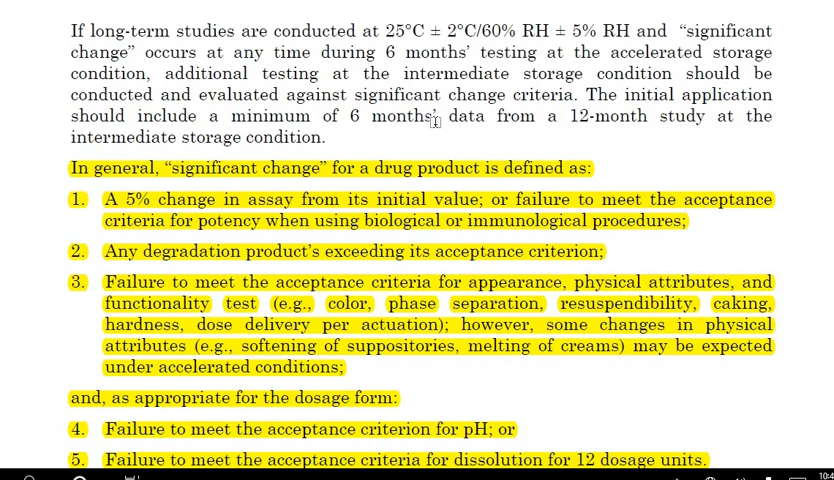 If long-term studies are conducted at 25°C ± 2°C/60% RH ± 5% RH and “significant
change” occurs at any time during 6 months’ testing at the accelerated storage
condition, additional testing at the intermediate storage condition should be
conducted and evaluated against significant change criteria. The initial application
should include a minimum of 6 months’ data from a 12-month study at the
intermediate storage condition.
In general, “significant change” for a drug product is defined as:
1. A 5% change in assay from its initial value; or failure to meet the acceptance
criteria for potency when using biological or immunological procedures;
2. Any degradation product’s exceeding its acceptance criterion;
3. Failure to meet the acceptance criteria for appearance, physical attributes, and
functionality test (e.g., color, phase separation, resuspendibility, caking,
hardness, dose delivery per actuation); however, some changes in physical
attributes (e.g., softening of suppositories, melting of creams) may be expected
under accelerated conditions;
and, as appropriate for the dosage form:
4. Failure to meet the acceptance criterion for pH; or
5. Failure to meet the acceptance criteria for dissolution for 12 dosage units.